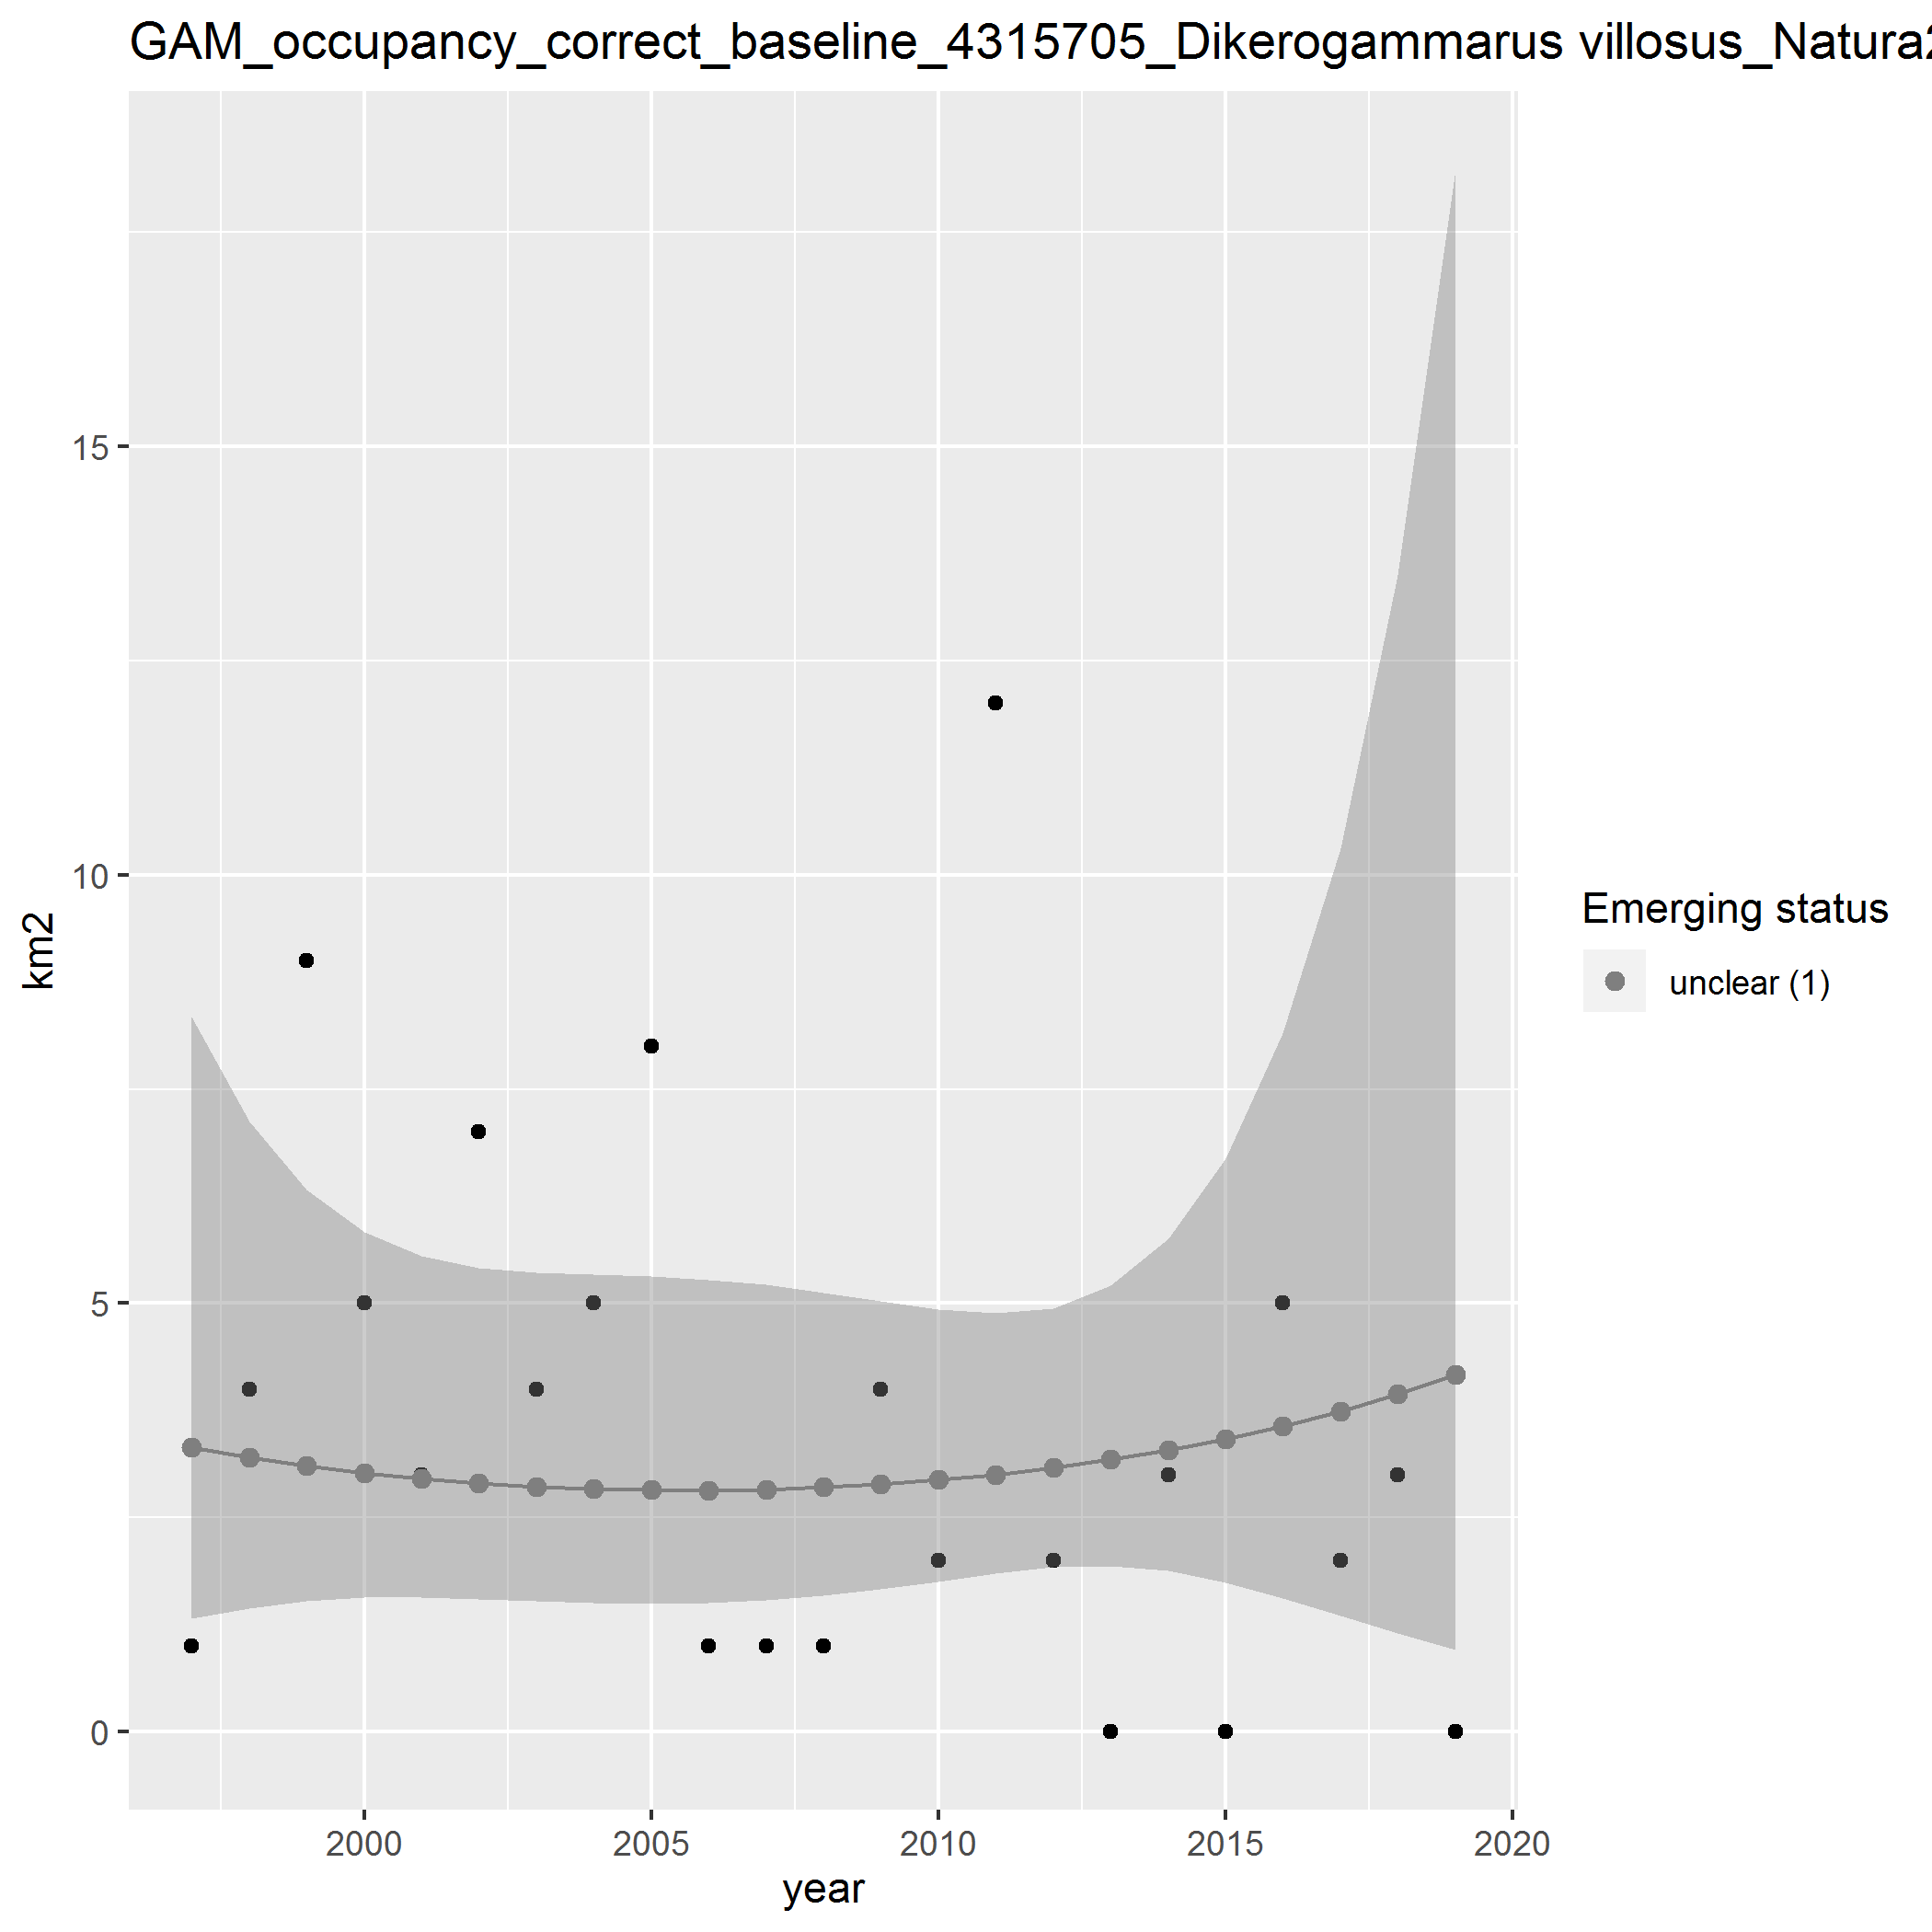 GAM_occupancy_correct_baseline_4315705_Dikerogammarus villosus_Natura2
15
10
5
0
km2
2000 2005 2010 2015 2020
year
Emerging status
unclear (1)